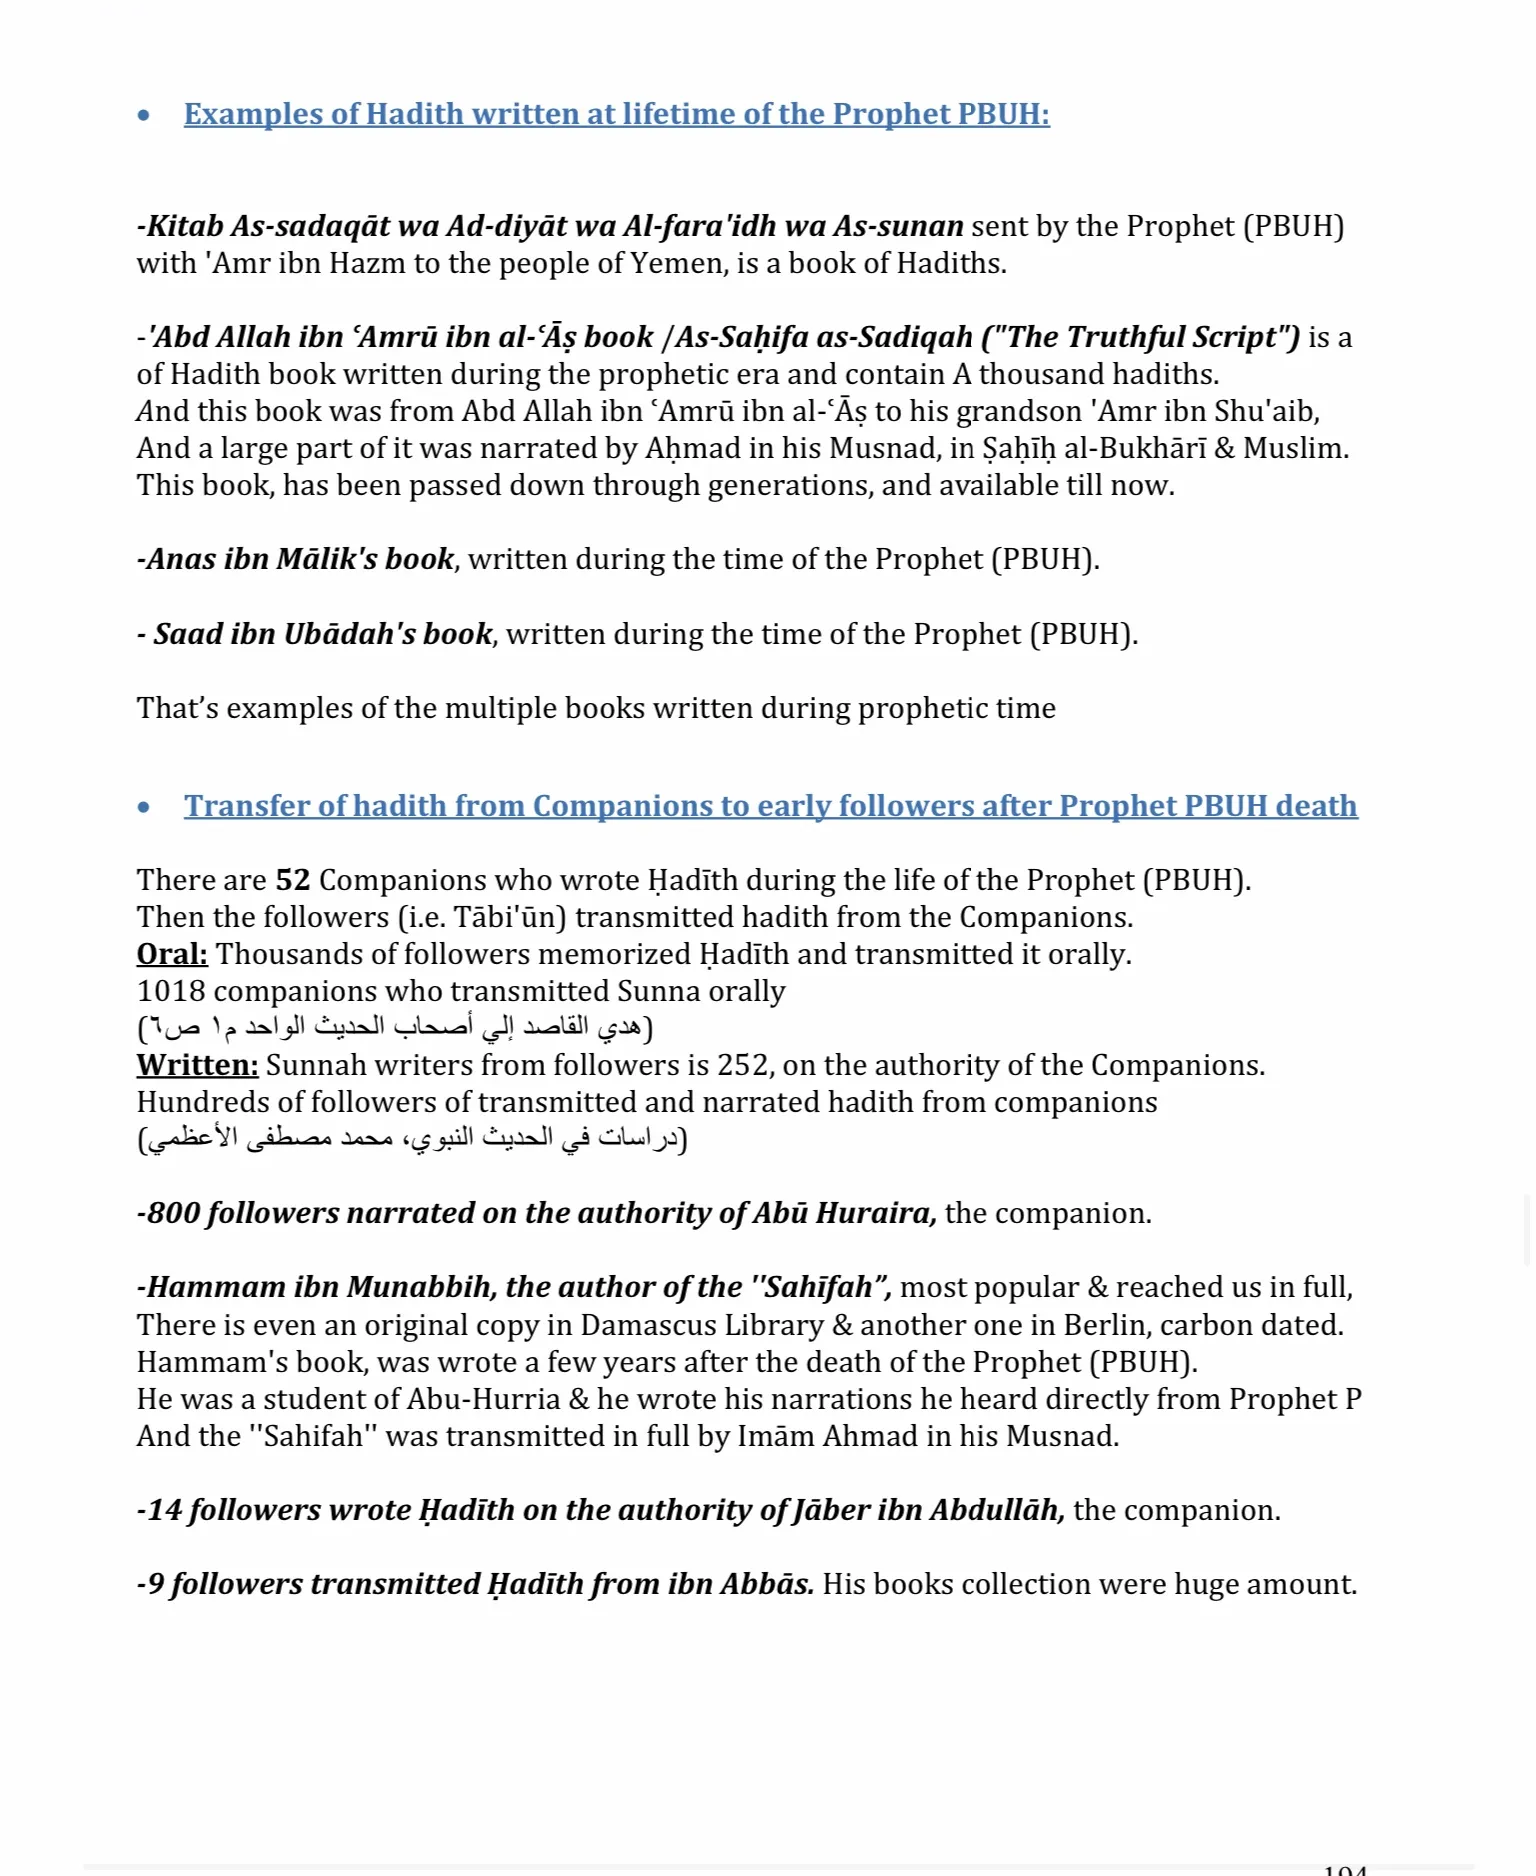 • Examples of Hadith written at lifetime of the Prophet PBUH:
-Kitab As-sadaqāt wa Ad-diyāt wa Al-fara'idh wa As-sunan sent by the Prophet (PBUH)
with 'Amr ibn Hazm to the people of Yemen, is a book of Hadiths.
-'Abd Allah ibn ʿAmrū ibn al-ʿĀṣ book /As-Saḥifa as-Sadiqah ("The Truthful Script") is a
of Hadith book written during the prophetic era and contain A thousand hadiths.
And this book was from Abd Allah ibn ʿAmrū ibn al-ʿĀṣ to his grandson 'Amr ibn Shu'aib,
And a large part of it was narrated by Aḥmad in his Musnad, in Ṣaḥīḥ al-Bukhārī & Muslim.
This book, has been passed down through generations, and available till now.
-Anas ibn Mālik's book, written during the time of the Prophet (PBUH).
- Saad ibn Ubādah's book, written during the time of the Prophet (PBUH).
That’s examples of the multiple books written during prophetic time
• Transfer of hadith from Companions to early followers after Prophet PBUH death
There are 52 Companions who wrote Ḥadīth during the life of the Prophet (PBUH).
Then the followers (i.e. Tābi'ūn) transmitted hadith from the Companions.
Oral: Thousands of followers memorized Ḥadīth and transmitted it orally.
1018 companions who transmitted Sunna orally
(هدي القاصد إلي أصحاب الحديث الواحد م١ ص٦)
Written: Sunnah writers from followers is 252, on the authority of the Companions.
Hundreds of followers of transmitted and narrated hadith from companions
(دراسات في الحديث النبوي، محمد مصطفى الأعظمي)
-800 followers narrated on the authority of Abū Huraira, the companion.
-Hammam ibn Munabbih, the author of the ''Sahīfah”, most popular & reached us in full,
There is even an original copy in Damascus Library & another one in Berlin, carbon dated.
Hammam's book, was wrote a few years after the death of the Prophet (PBUH).
He was a student of Abu-Hurria & he wrote his narrations he heard directly from Prophet P
And the ''Sahifah'' was transmitted in full by Imām Ahmad in his Musnad.
-14 followers wrote Ḥadīth on the authority of Jāber ibn Abdullāh, the companion.
-9 followers transmitted Ḥadīth from ibn Abbās. His books collection were huge amount.